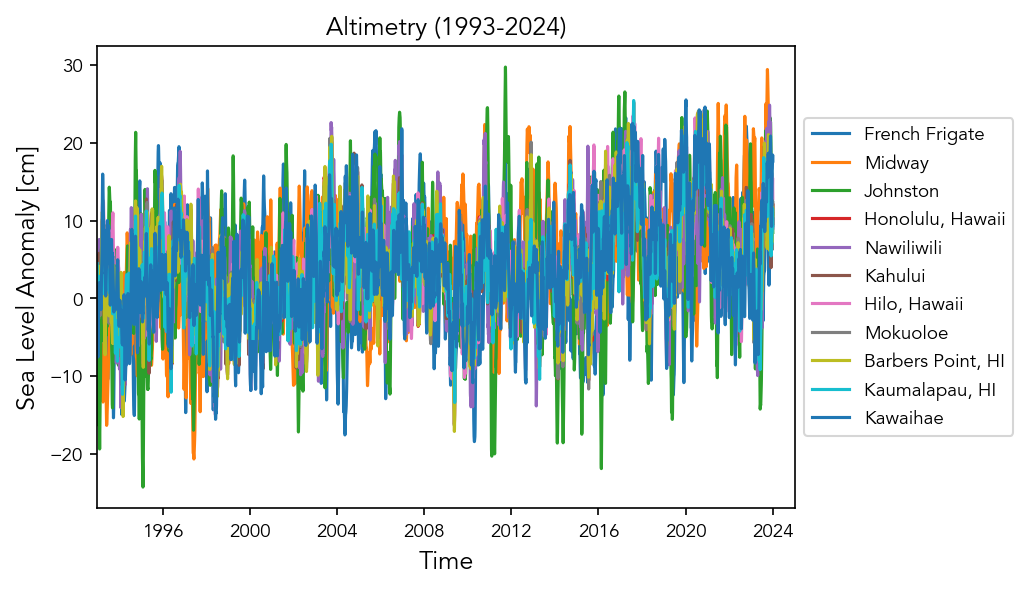 Altimetry (1993-2024)
Sea Level Anomaly [cm]
30
20
10
0
−10
−20
1996
2000
2004
2008
2012
2016
2020
2024
Time
French Frigate
Midway
Johnston
Honolulu, Hawaii
Nawiliwili
Kahului
Hilo, Hawaii
Mokuoloe
Barbers Point, HI
Kaumalapau, HI
Kawaihae